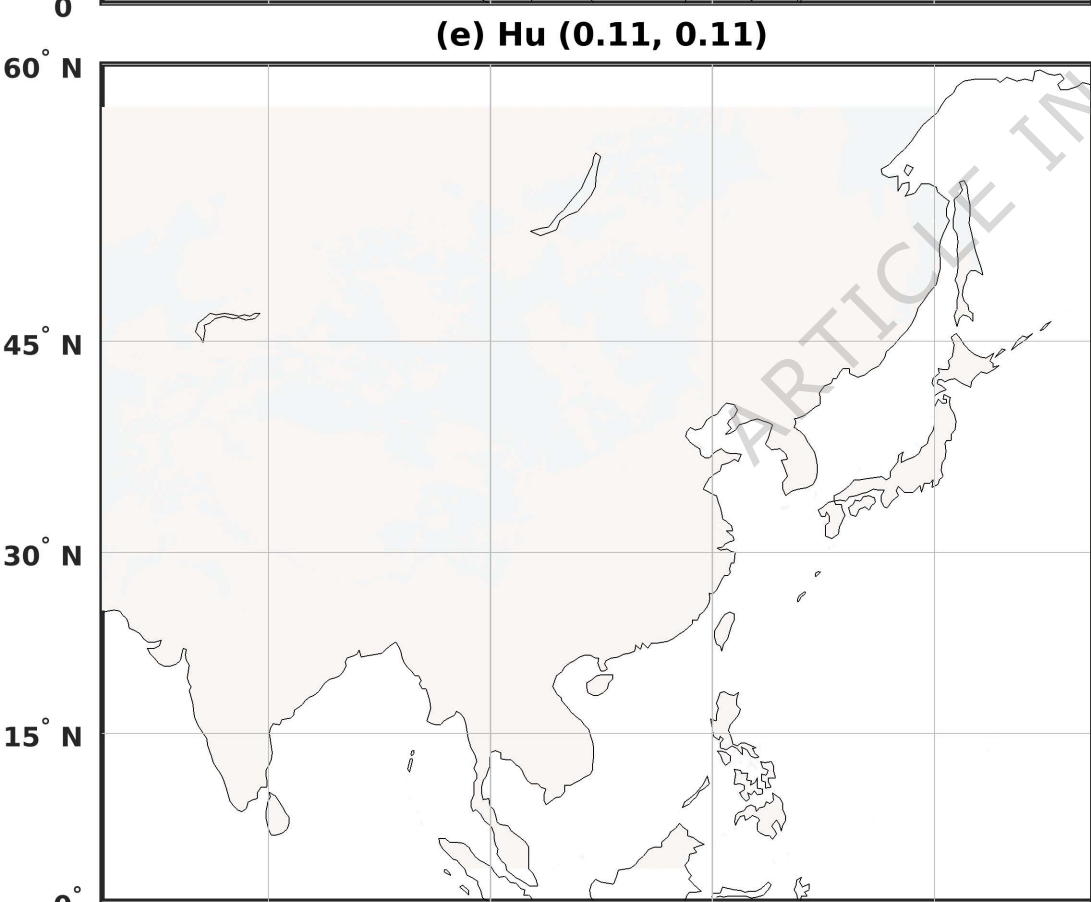 0
(e) Hu (0.11, 0.11)
60° N
45° N
30° N
15° N
0°
ARTICLE IN